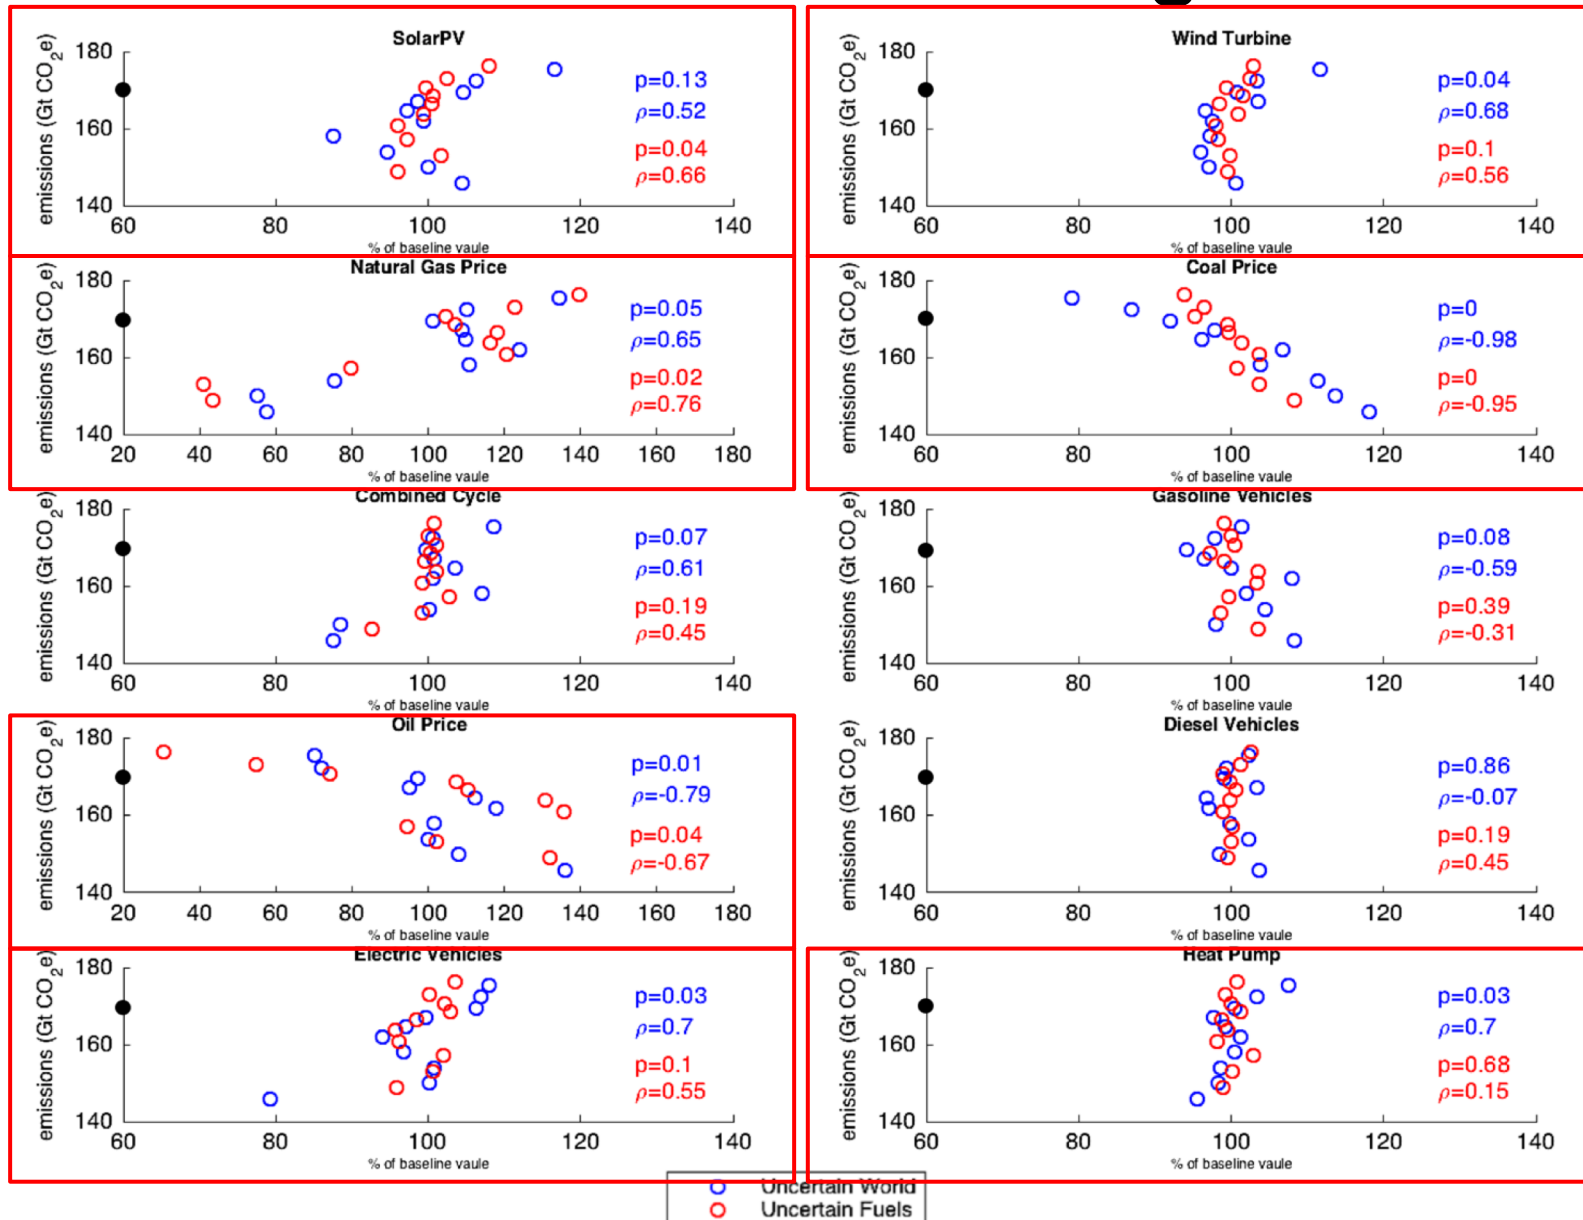 SolarPV
emissions (Gt CO2e)
180
160
140
60 80 100 120 140
% of baseline vaule
p=0.13
ρ=0.52
p=0.04
ρ=0.66
Wind Turbine
emissions (Gt CO2e)
180
160
140
60 80 100 120 140
% of baseline vaule
p=0.04
ρ=0.68
p=0.1
ρ=0.56
Natural Gas Price
emissions (Gt CO2e)
180
160
140
20 40 60 80 100 120 140 160 180
% of baseline vaule
p=0.05
ρ=0.65
p=0.02
ρ=0.76
Coal Price
emissions (Gt CO2e)
180
160
140
60 80 100 120 140
% of baseline vaule
p=0
ρ=-0.98
p=0
ρ=-0.95
Combined Cycle
emissions (Gt CO2e)
180
160
140
60 80 100 120 140
% of baseline vaule
p=0.07
ρ=0.61
p=0.19
ρ=0.45
Gasoline Vehicles
emissions (Gt CO2e)
180
160
140
60 80 100 120 140
% of baseline vaule
p=0.08
ρ=-0.59
p=0.39
ρ=-0.31
Oil Price
emissions (Gt CO2e)
180
160
140
20 40 60 80 100 120 140 160 180
% of baseline vaule
p=0.01
ρ=-0.79
p=0.04
ρ=-0.67
Diesel Vehicles
emissions (Gt CO2e)
180
160
140
60 80 100 120 140
% of baseline vaule
p=0.86
ρ=-0.07
p=0.19
ρ=0.45
Electric Vehicles
emissions (Gt CO2e)
180
160
140
60 80 100 120 140
% of baseline vaule
p=0.03
ρ=0.7
p=0.1
ρ=0.55
Heat Pump
emissions (Gt CO2e)
180
160
140
60 80 100 120 140
% of baseline vaule
p=0.03
ρ=0.7
p=0.68
ρ=0.15
Uncertain World
Uncertain Fuels